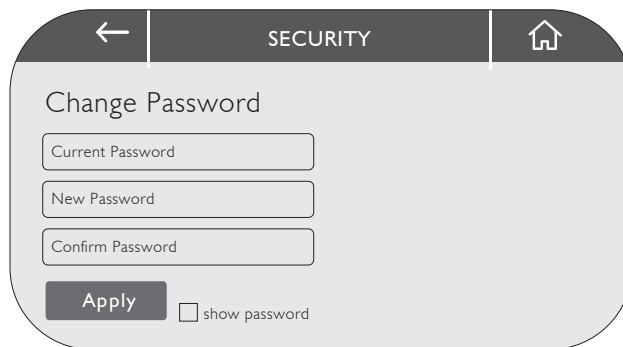 SECURITY
Change Password
Current Password
New Password
Confirm Password
Apply
show password